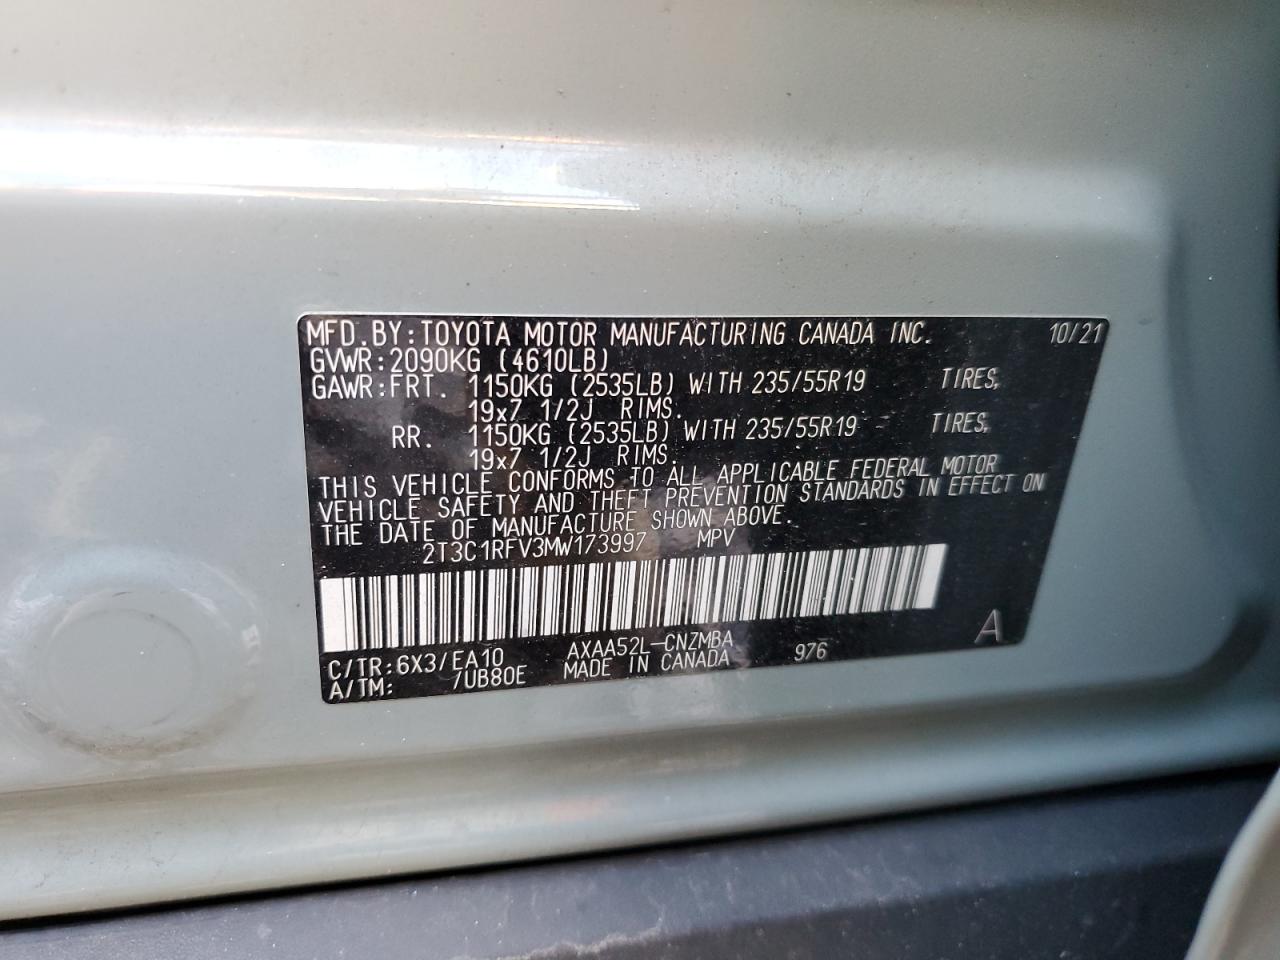 MFD. BY: TOYOTA MOTOR MANUFACTURING CANADA INC. 10/21
GVWR: 2090KG (4610LB)
GAWR: FRT. 1150KG (2535LB) WITH 235/55R19 TIRES,
19x7 1/2J RIMS.
RR. 1150KG (2535LB) WITH 235/55R19 TIRES,
19x7 1/2J RIMS.
THIS VEHICLE CONFORMS TO ALL APPLICABLE FEDERAL MOTOR
VEHICLE SAFETY AND THEFT PREVENTION STANDARDS IN EFFECT ON
THE DATE OF MANUFACTURE SHOWN ABOVE.
2T3C1RFV3MW173997 MPV
C/TR: 6X3/EA10 AXAA52L-CNZMBA 976 A
A/TM: /UB80E MADE IN CANADA